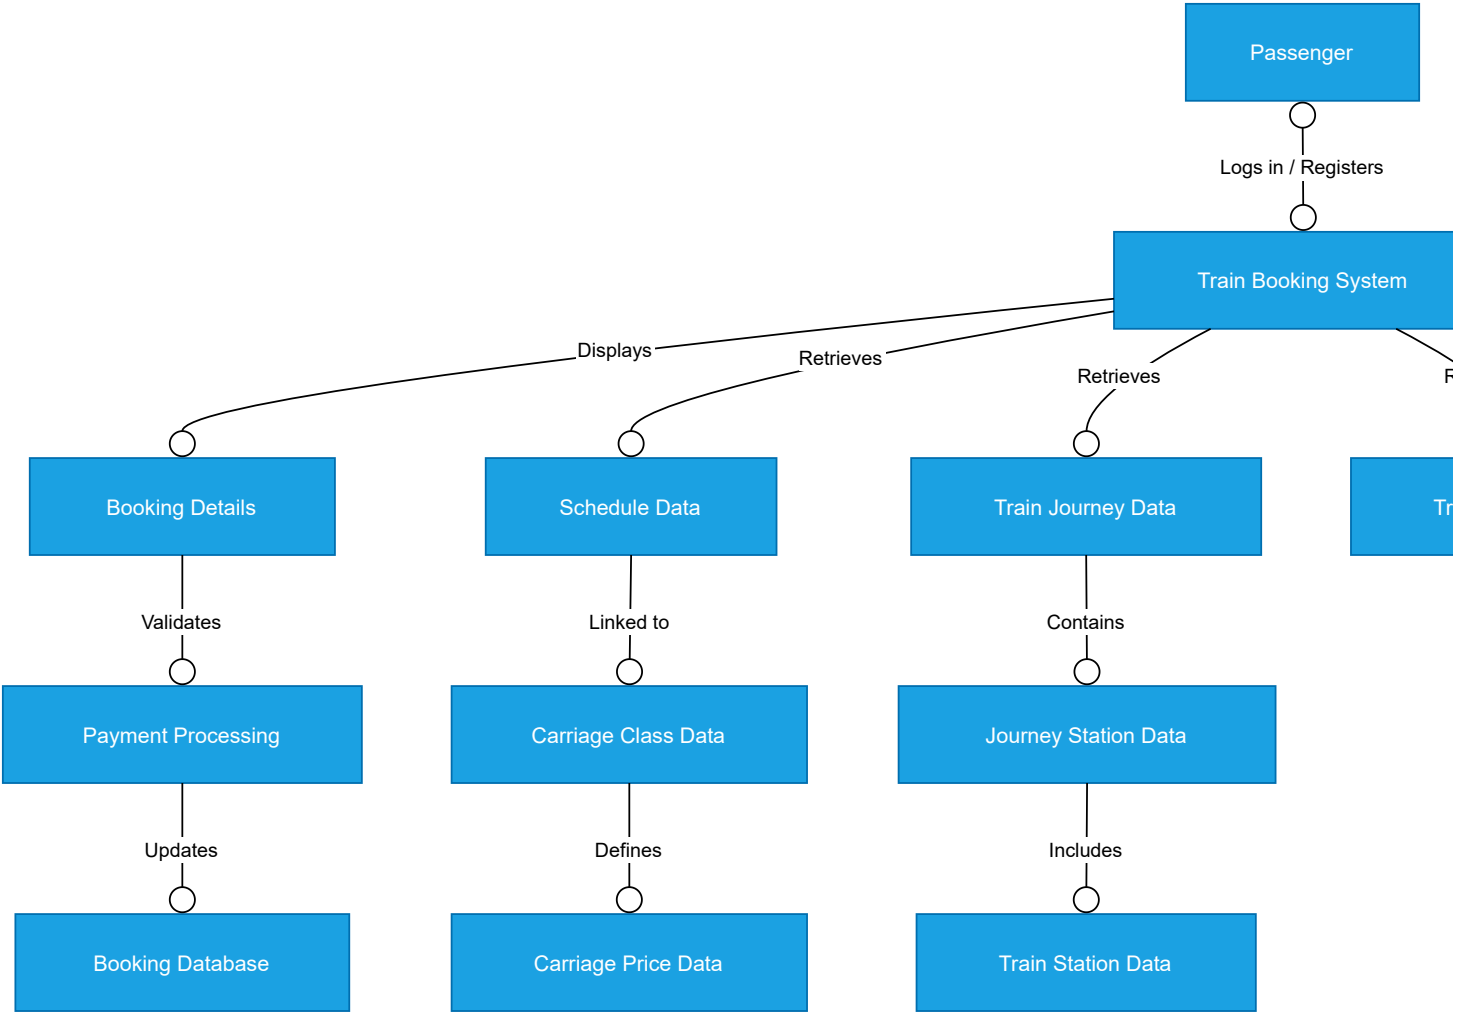 Passenger
Logs in / Registers
Train Booking System
Displays
Retrieves
Retrieves
Booking Details
Schedule Data
Train Journey Data
Validates
Linked to
Contains
Payment Processing
Carriage Class Data
Journey Station Data
Updates
Defines
Includes
Booking Database
Carriage Price Data
Train Station Data